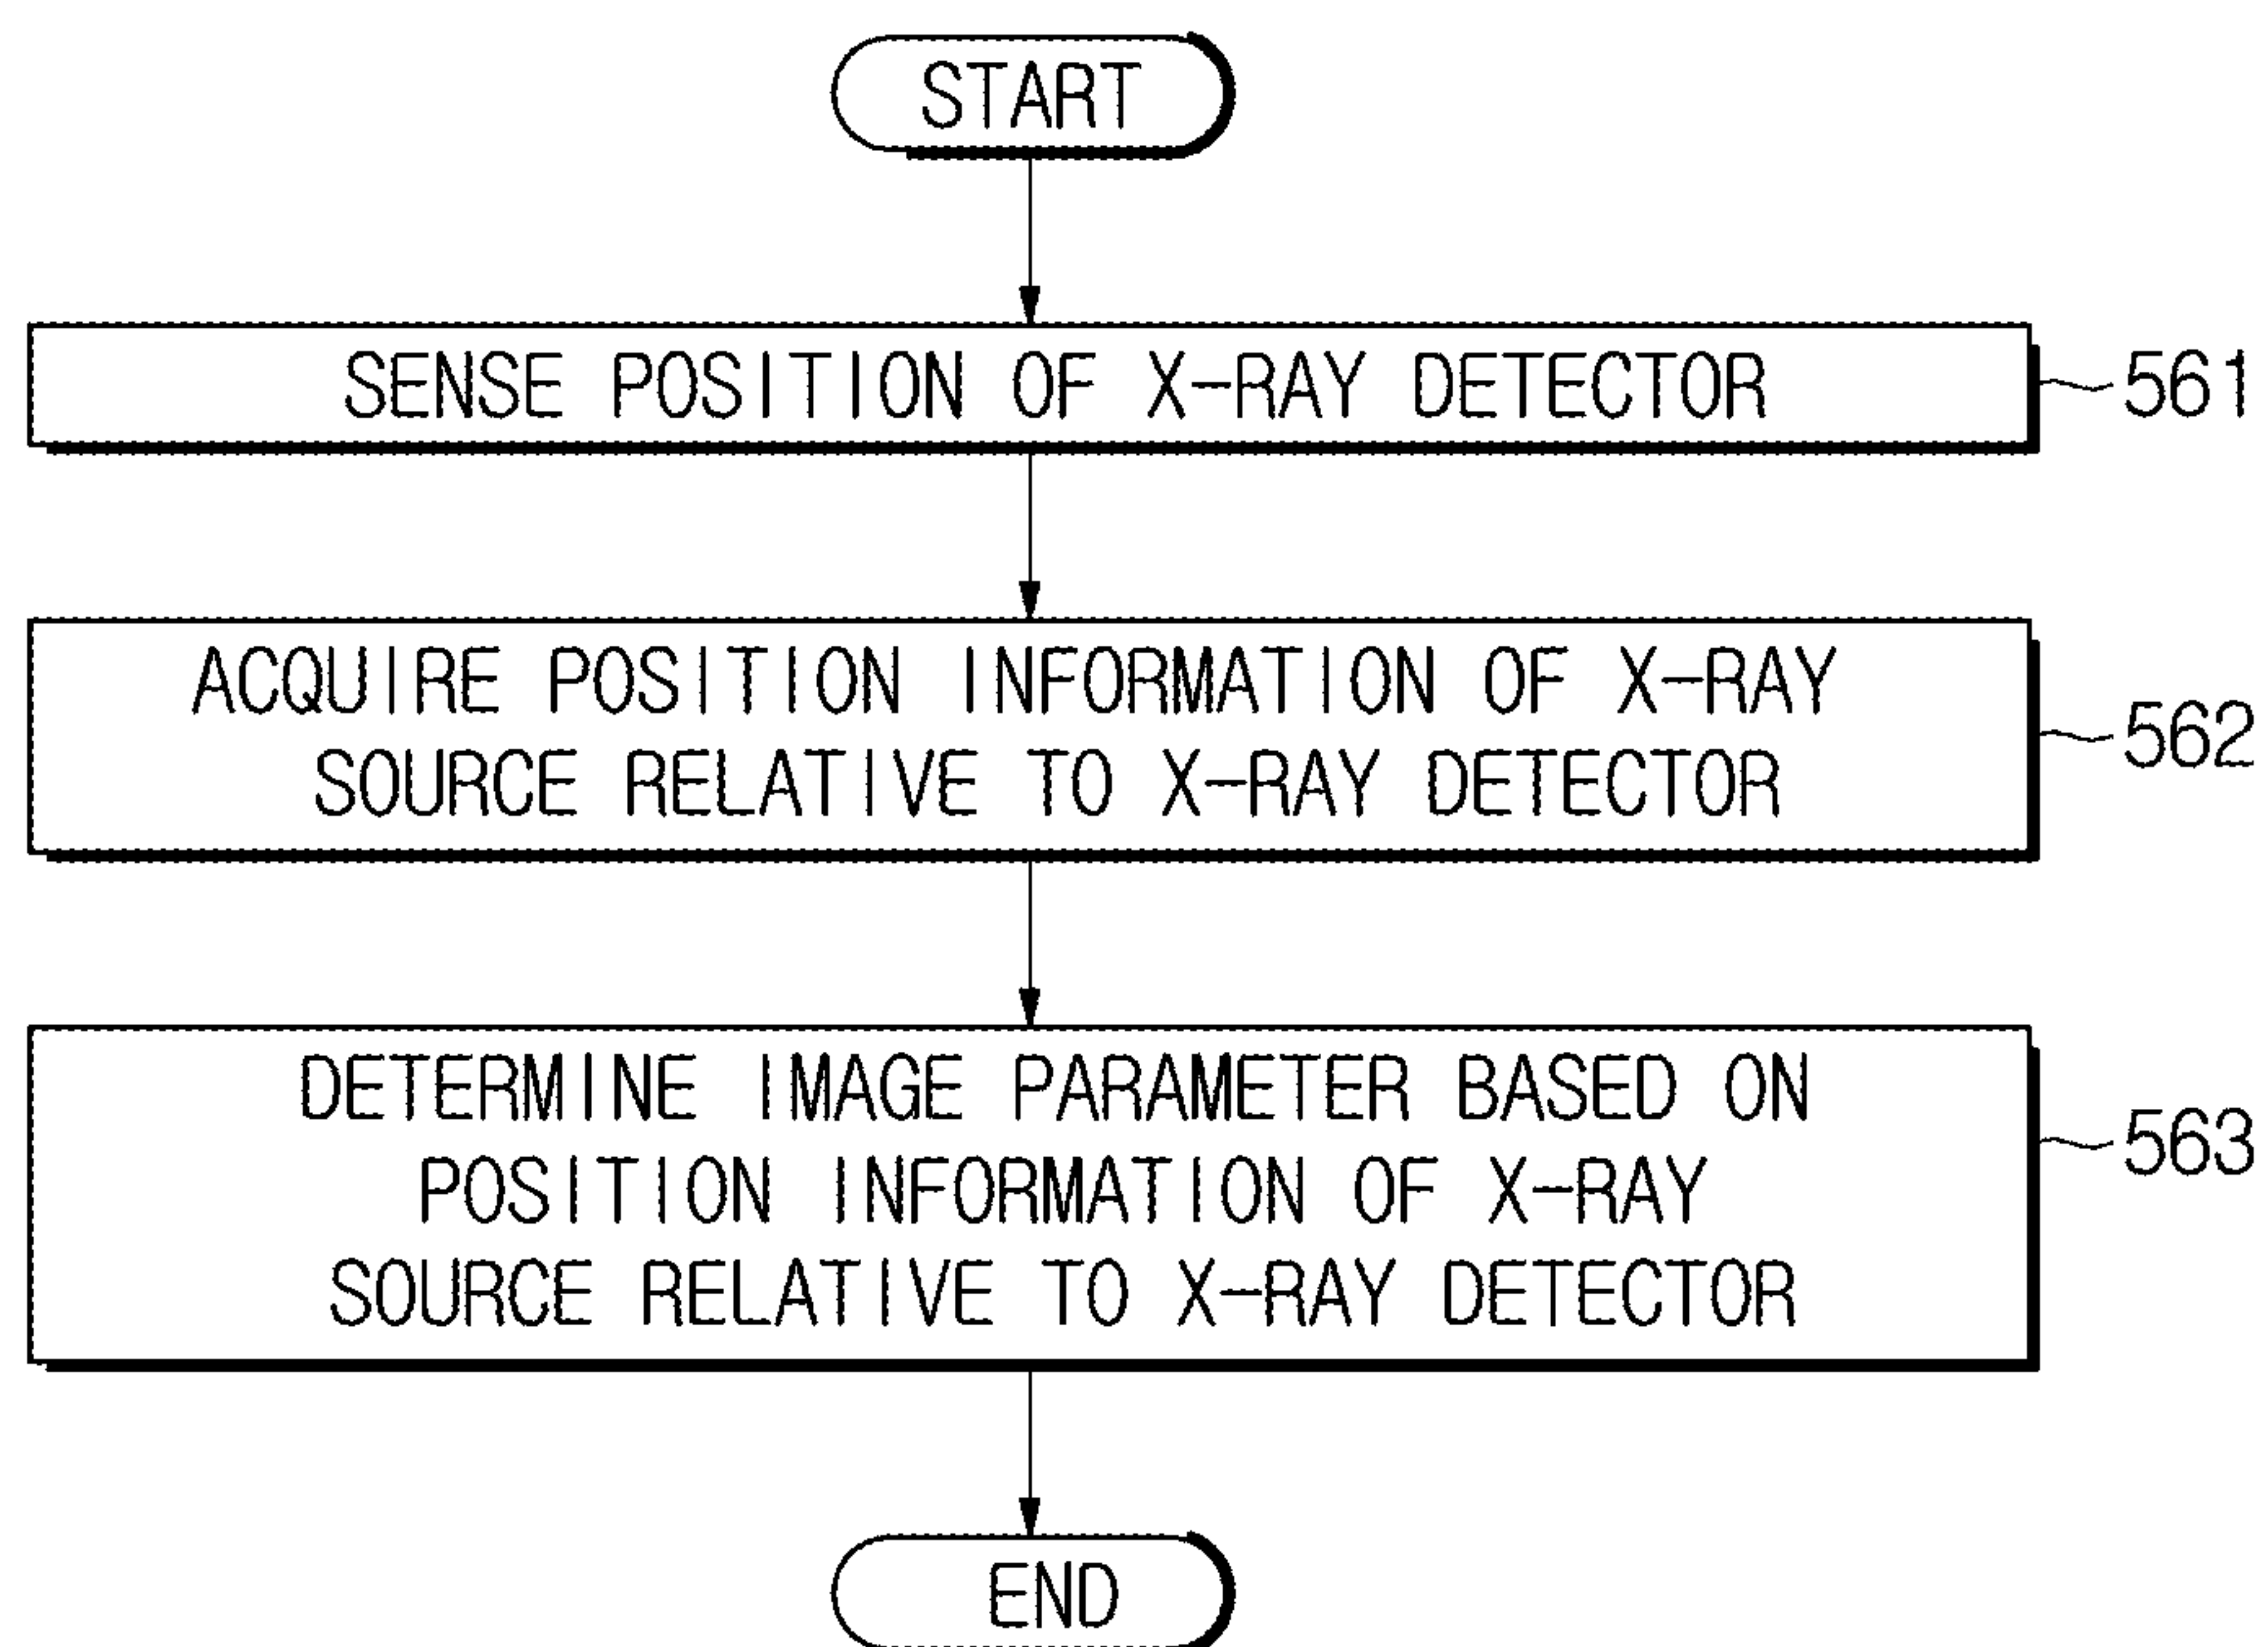 START
SENSE POSITION OF X-RAY DETECTOR
561
ACQUIRE POSITION INFORMATION OF X-RAY
SOURCE RELATIVE TO X-RAY DETECTOR
562
DETERMINE IMAGE PARAMETER BASED ON
POSITION INFORMATION OF X-RAY
SOURCE RELATIVE TO X-RAY DETECTOR
563
END